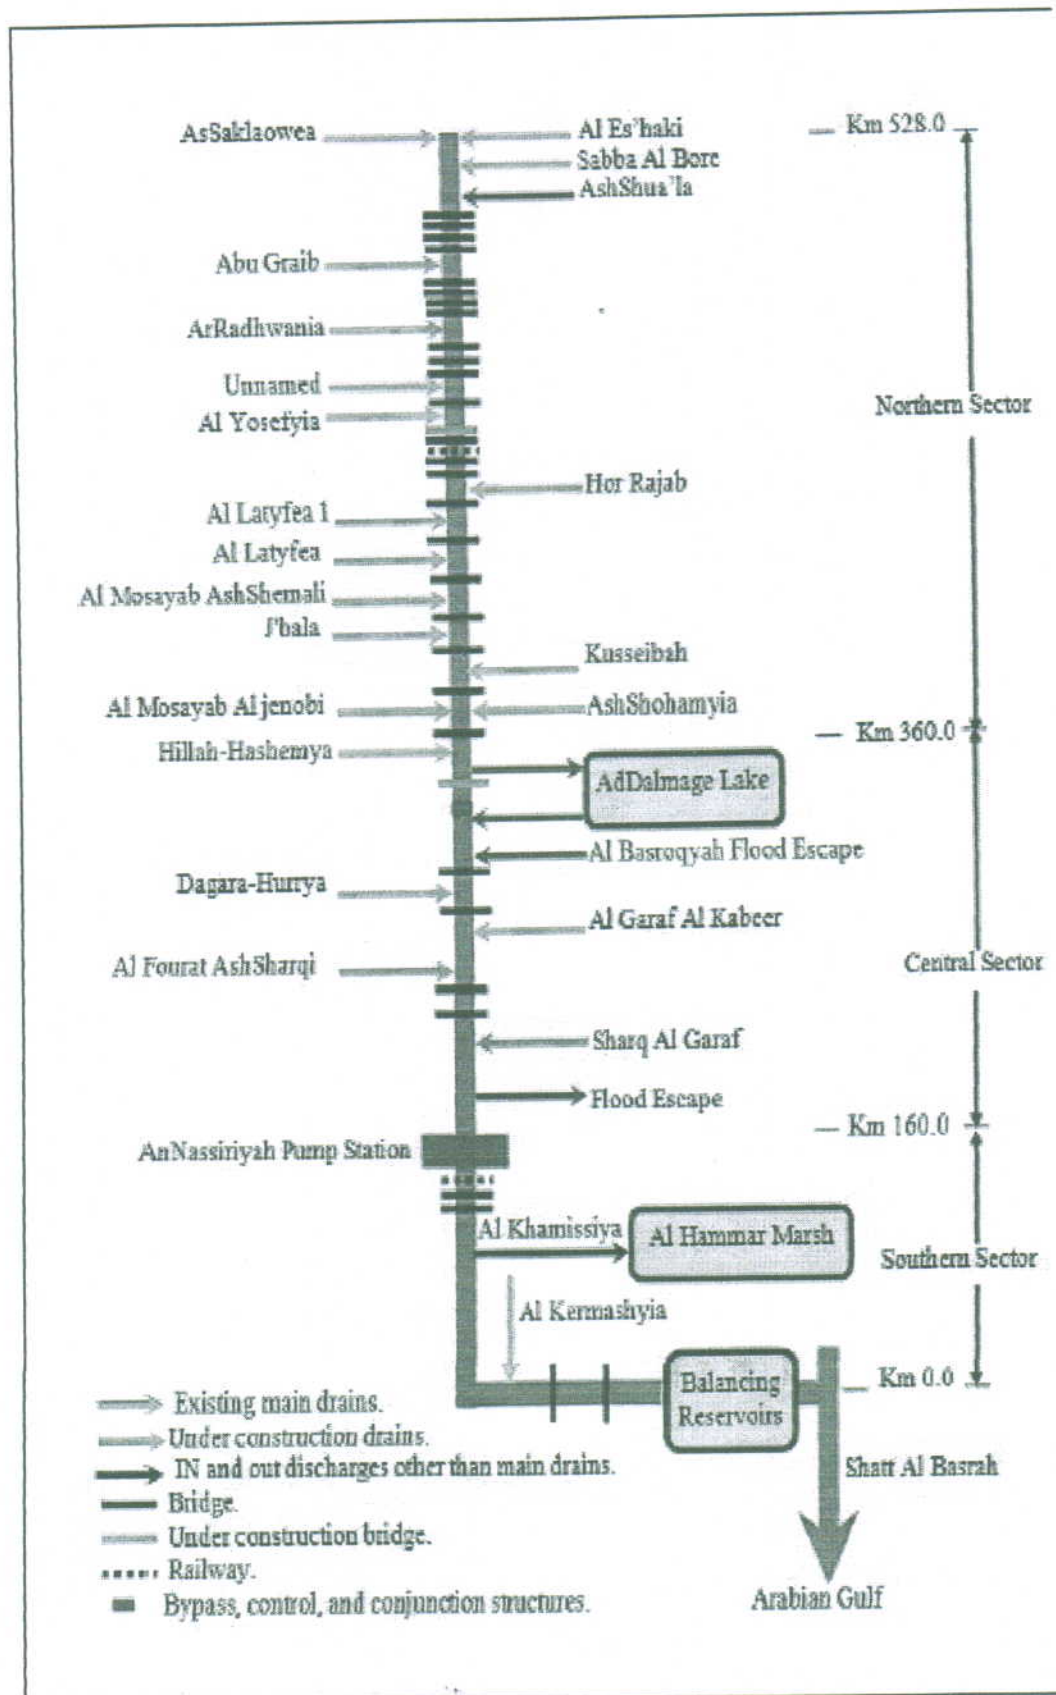 AsSaklaowea
Al Es'haki
Km 528.0
Sabba Al Bore
AshShua'la
Abu Graib
ArRadhwania
Unnamed
Northern Sector
Al Yosefyia
Hor Rajab
Al Latyfea 1
Al Latyfea
Al Mosayab AshShemali
J'bala
Kusseibah
Al Mosayab Al jenobi
AshShohamyia
Km 360.0
Hillah-Hashemya
AdDalmage Lake
Al Basroqyah Flood Escape
Dagara-Hurrya
Al Garaf Al Kabeer
Al Fourat AshSharqi
Central Sector
Sharq Al Garaf
Flood Escape
Km 160.0
AnNassiriyah Pump Station
Al Khamissiya
Al Hammar Marsh
Southern Sector
Al Kermashyia
Balancing
Reservoirs
Km 0.0
Existing main drains.
Under construction drains.
IN and out discharges other than main drains.
Shatt Al Basrah
Bridge.
Under construction bridge.
Railway.
Bypass, control, and conjunction structures.
Arabian Gulf